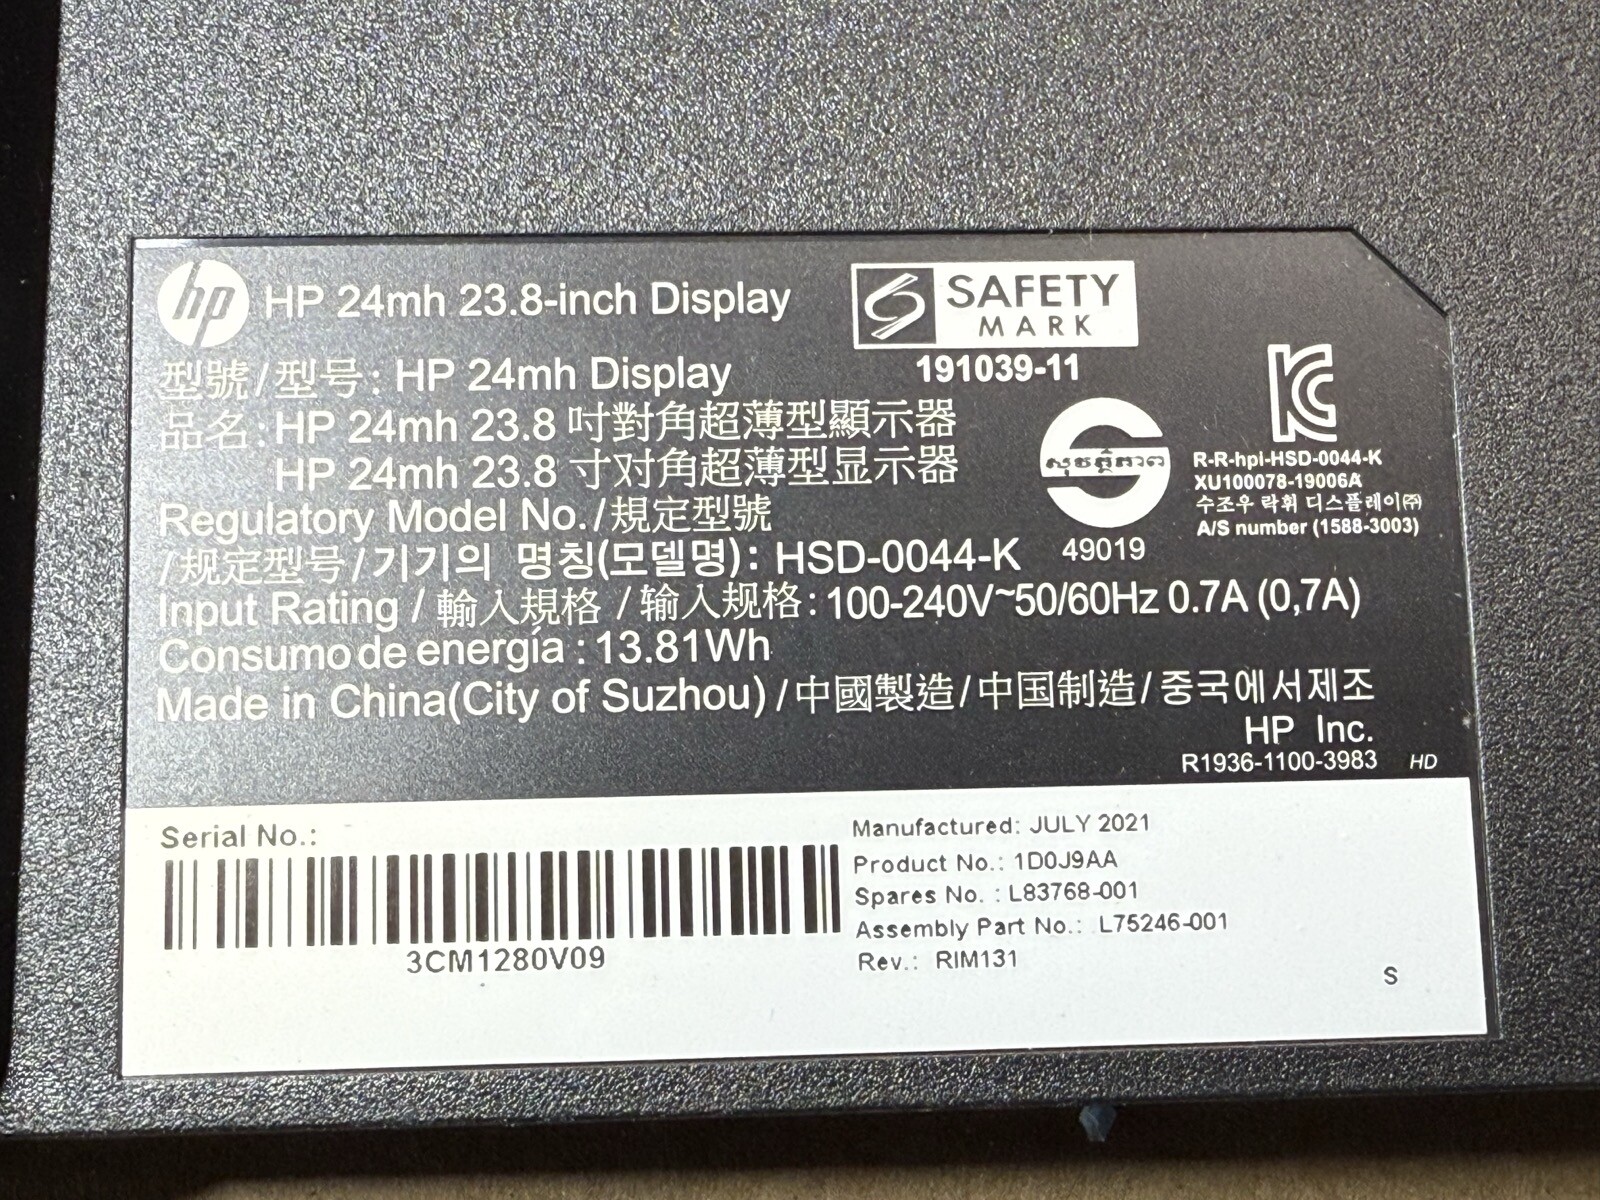 hp HP 24mh 23.8-inch Display
型號/型号: HP 24mh Display
品名: HP 24mh 23.8 吋對角超薄型顯示器
HP 24mh 23.8 寸对角超薄型显示器
Regulatory Model No./規定型號
/规定型号/기기의 명칭(모델명): HSD-0044-K
Input Rating / 輸入規格 / 输入规格: 100-240V~50/60Hz 0.7A (0,7A)
Consumo de energía : 13.81Wh
Made in China(City of Suzhou) /中國製造/中国制造/중국에서제조
HP Inc.
R1936-1100-3983 HD
SAFETY
MARK
191039-11
49019
R-R-hpi-HSD-0044-K
XU100078-19006A
수조우 락휘 디스플레이㈜
A/S number (1588-3003)
Serial No.:
3CM1280V09
Manufactured: JULY 2021
Product No.: 1D0J9AA
Spares No. : L83768-001
Assembly Part No.: L75246-001
Rev.: RIM131
S